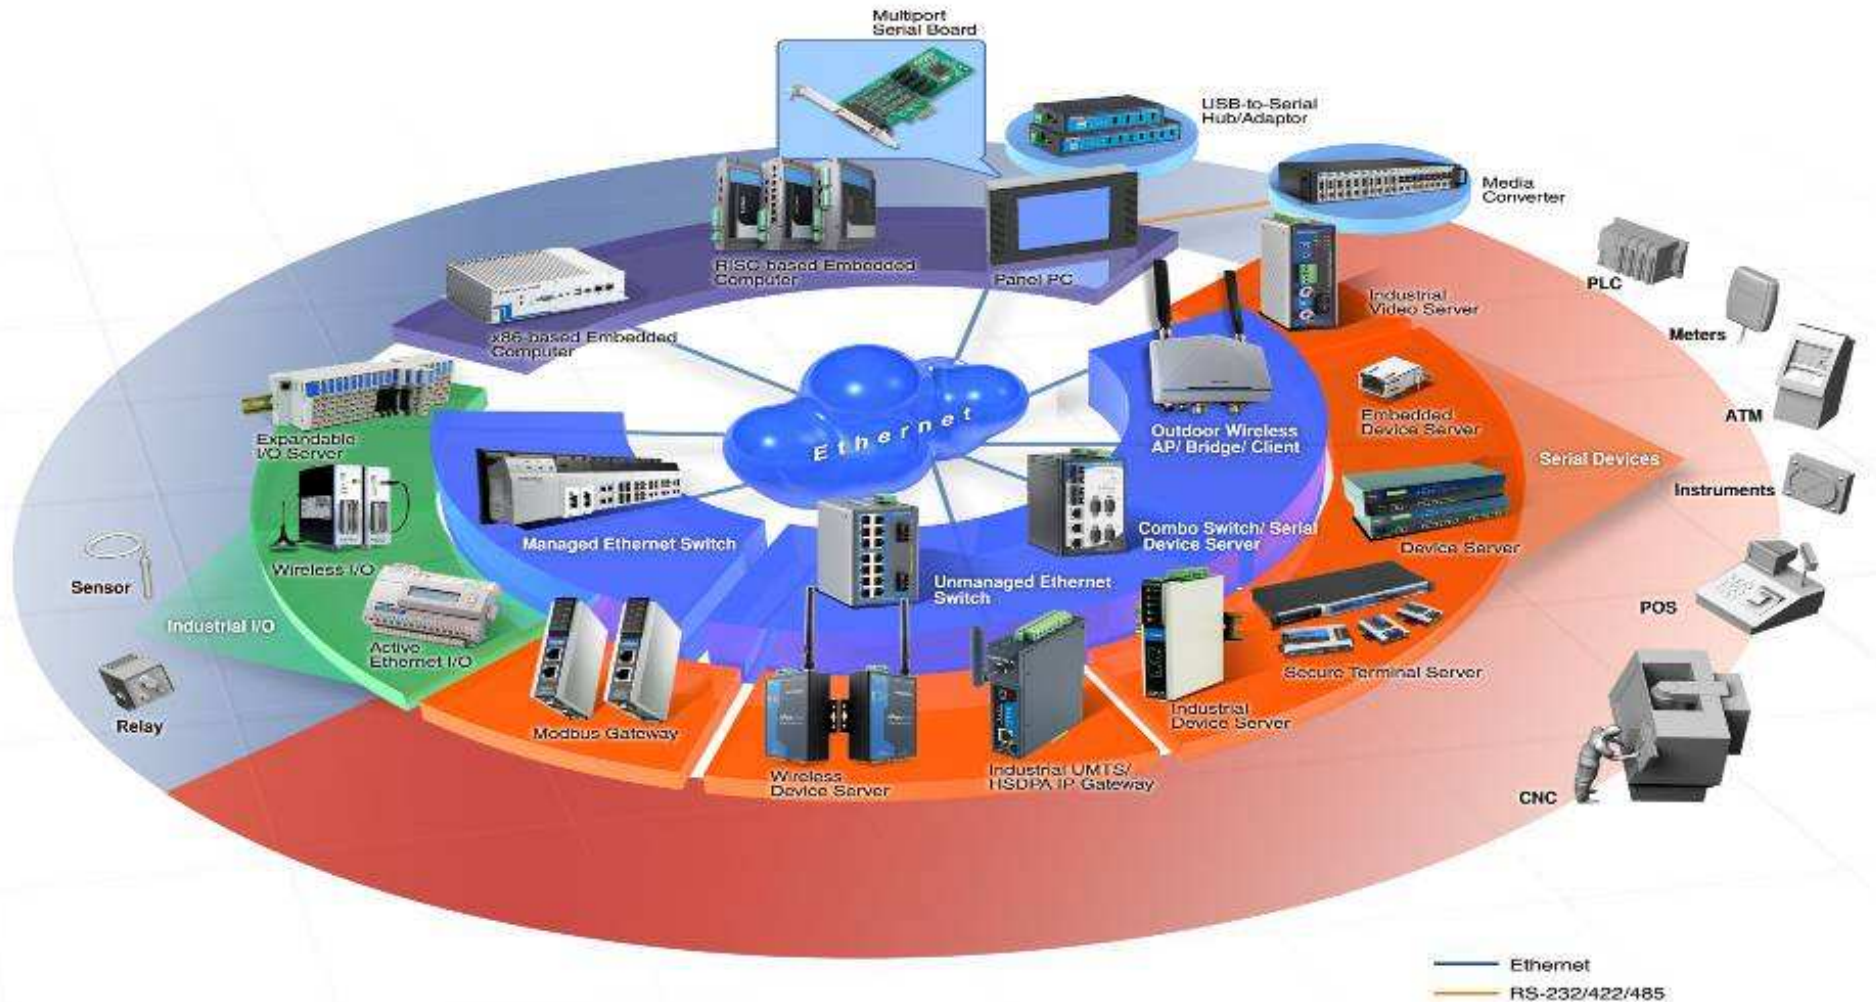 Multiport
Serial Board
USB-to-Serial
Hub/Adaptor
Media
Converter
RISC-based Embedded
Computer
Panel PC
x86-based Embedded
Computer
Industrial
Video Server
PLC
Meters
ATM
Instruments
POS
CNC
Embedded
Device Server
Serial Devices
Outdoor Wireless
AP/ Bridge/ Client
Ethernet
Expandable
I/O Server
Managed Ethernet Switch
Combo Switch/ Serial
Device Server
Device Server
Wireless I/O
Unmanaged Ethernet
Switch
Sensor
Industrial I/O
Active
Ethernet I/O
Secure Terminal Server
Relay
Modbus Gateway
Industrial
Device Server
Wireless
Device Server
Industrial UMTS/
HSDPA IP Gateway
Ethernet
RS-232/422/485